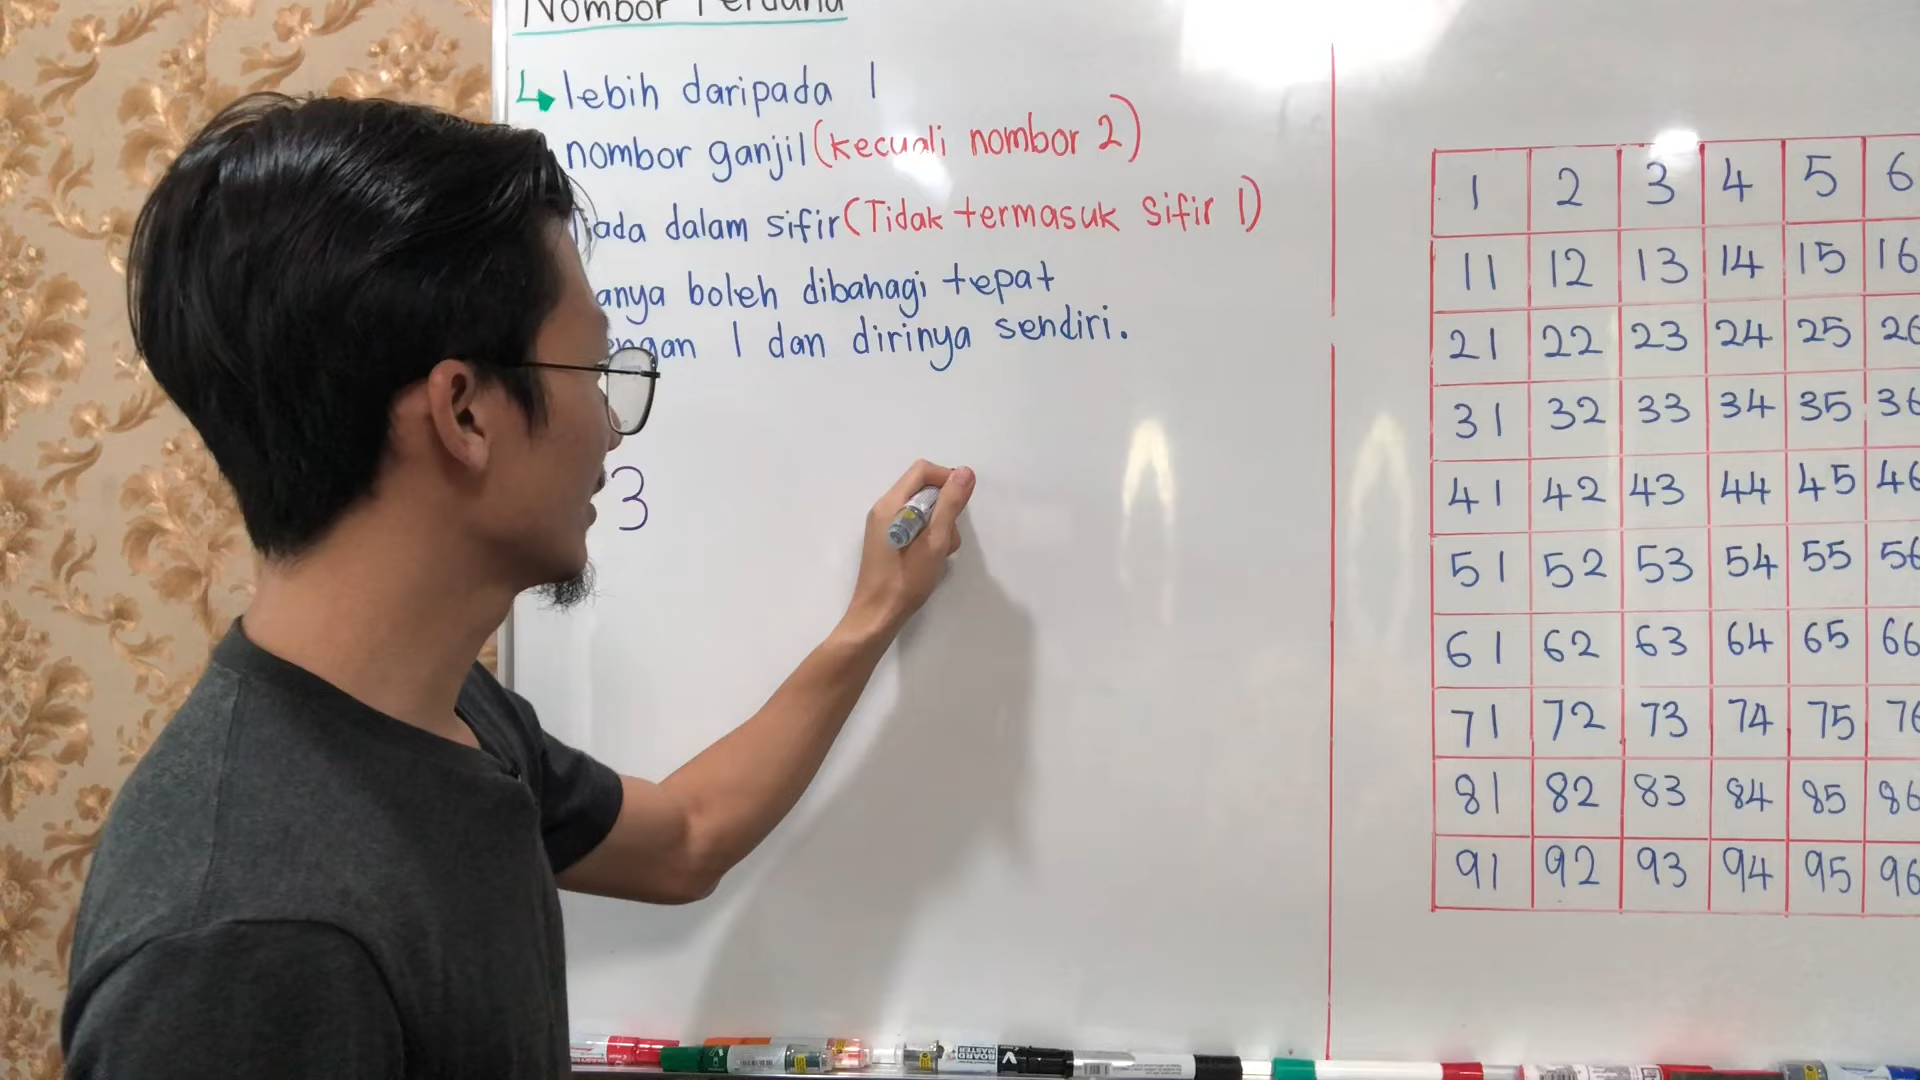 Nombor Perdana
↳ lebih daripada 1
nombor ganjil (kecuali nombor 2)
Tiada dalam sifir (Tidak termasuk sifir 1)
anya boleh dibahagi tepat
engan 1 dan dirinya sendiri.
3
1 2 3 4 5 6
11 12 13 14 15 16
21 22 23 24 25 26
31 32 33 34 35 36
41 42 43 44 45 46
51 52 53 54 55 56
61 62 63 64 65 66
71 72 73 74 75 76
81 82 83 84 85 86
91 92 93 94 95 96
BOARD MASTER V